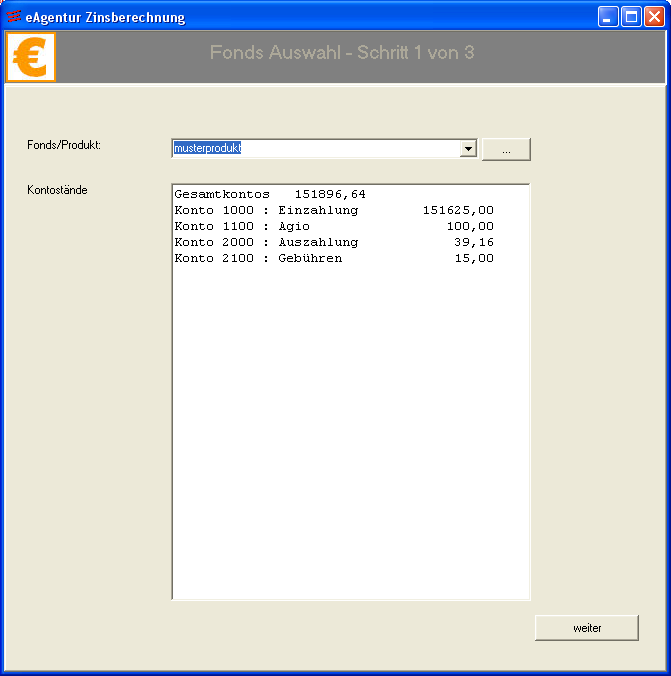 eAgentur Zinsberechnung
€
Fonds Auswahl - Schritt 1 von 3
Fonds/Produkt:
musterprodukt
...
Kontostände
Gesamtkontos 151896,64
Konto 1000 : Einzahlung 151625,00
Konto 1100 : Agio 100,00
Konto 2000 : Auszahlung 39,16
Konto 2100 : Gebühren 15,00
weiter